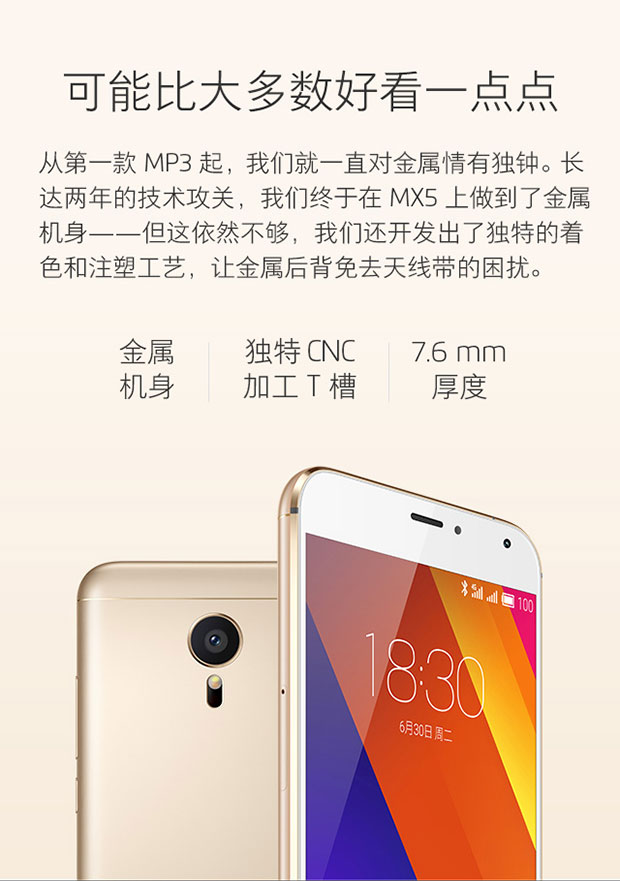 可能比大多数好看一点点
从第一款 MP3 起，我们就一直对金属情有独钟。长
达两年的技术攻关，我们终于在 MX5 上做到了金属
机身——但这依然不够，我们还开发出了独特的着
色和注塑工艺，让金属后背免去天线带的困扰。
金属
机身
独特 CNC
加工 T 槽
7.6 mm
厚度
4G
100
18:30
6月30日 周二